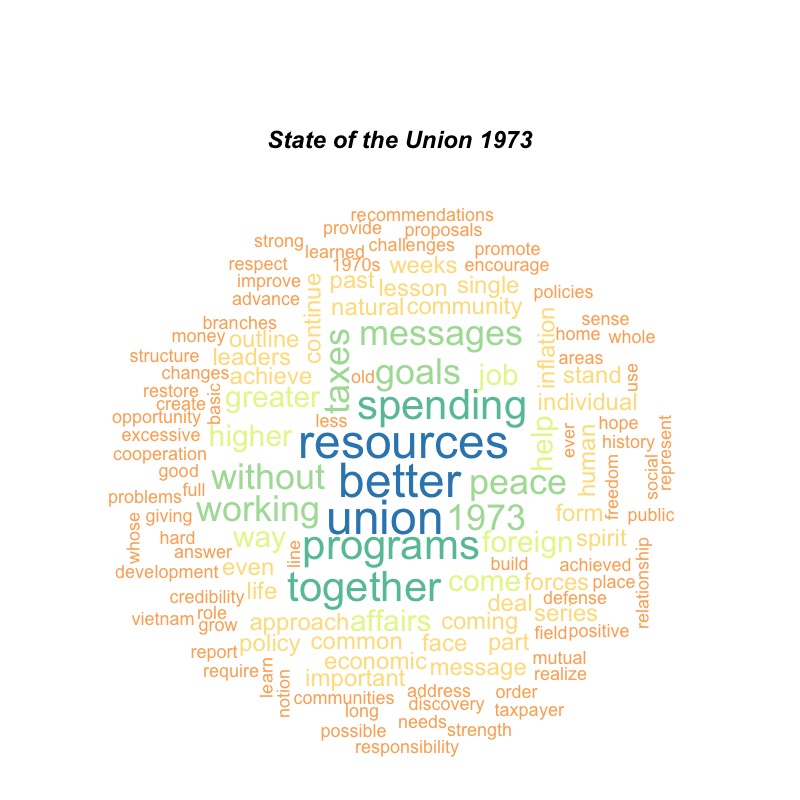 State of the Union 1973
recommendations
provide proposals
strong learned challenges promote
respect 1970s weeks encourage
improve past lesson single policies
advance continue natural community
branches sense
money outline taxes messages inflation home whole
structure leaders areas
changes achieve old goals job stand use
restore basic greater spending individual
create
opportunity less hope
excessive higher resources help ever human history
cooperation social represent
good without better peace freedom
problems full
whose giving working union 1973 form public
hard way programs foreign spirit
answer line
development even build achieved relationship
credibility life together come forces place
role deal defense
vietnam grow approach affairs coming series
field positive
report policy common face part
require economic message mutual
learn important realize
notion communities address order
long discovery taxpayer
possible needs strength
responsibility